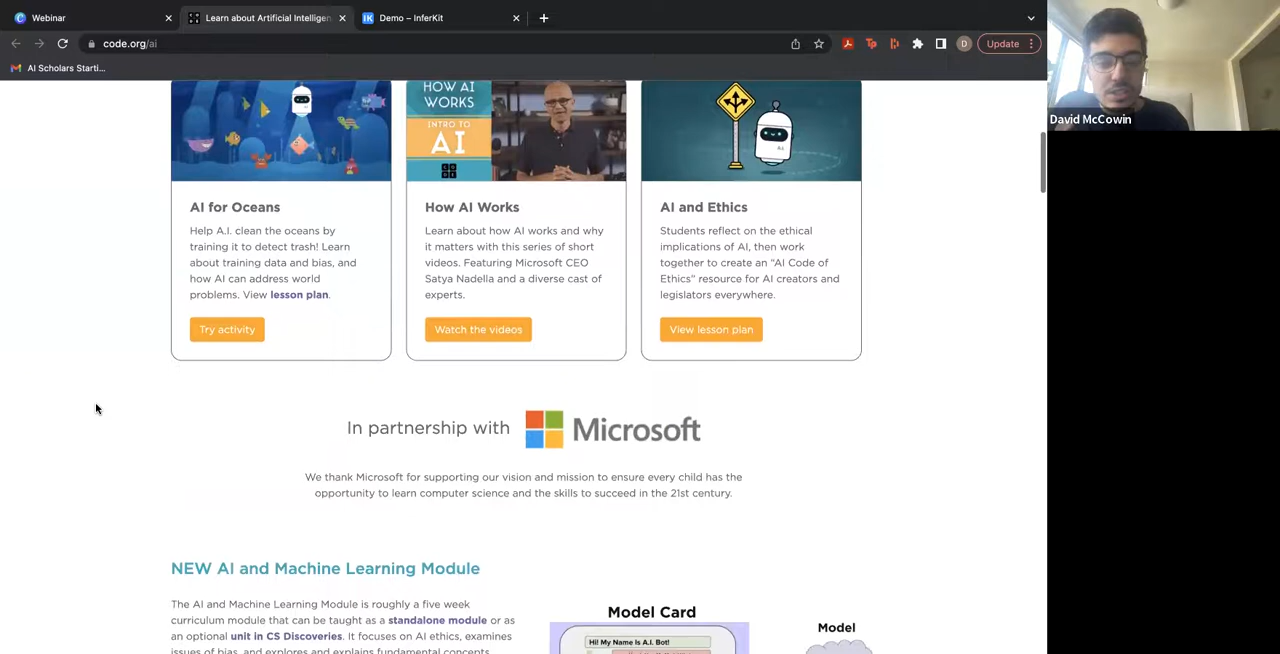 Webinar
Learn about Artificial Intelligen
IK Demo – InferKit
code.org/ai
D
Update
AI Scholars Starti...
David McCowin
HOW AI
WORKS
INTRO TO
AI
AI for Oceans
Help A.I. clean the oceans by
training it to detect trash! Learn
about training data and bias, and
how AI can address world
problems. View lesson plan.
Try activity
How AI Works
Learn about how AI works and why
it matters with this series of short
videos. Featuring Microsoft CEO
Satya Nadella and a diverse cast of
experts.
Watch the videos
AI and Ethics
Students reflect on the ethical
implications of AI, then work
together to create an “AI Code of
Ethics” resource for AI creators and
legislators everywhere.
View lesson plan
In partnership with Microsoft
We thank Microsoft for supporting our vision and mission to ensure every child has the
opportunity to learn computer science and the skills to succeed in the 21st century.
NEW AI and Machine Learning Module
The AI and Machine Learning Module is roughly a five week
curriculum module that can be taught as a standalone module or as
an optional unit in CS Discoveries. It focuses on AI ethics, examines
issues of bias, and explores and explains fundamental concepts
Model Card
Hi! My Name Is A.I. Bot!
Model